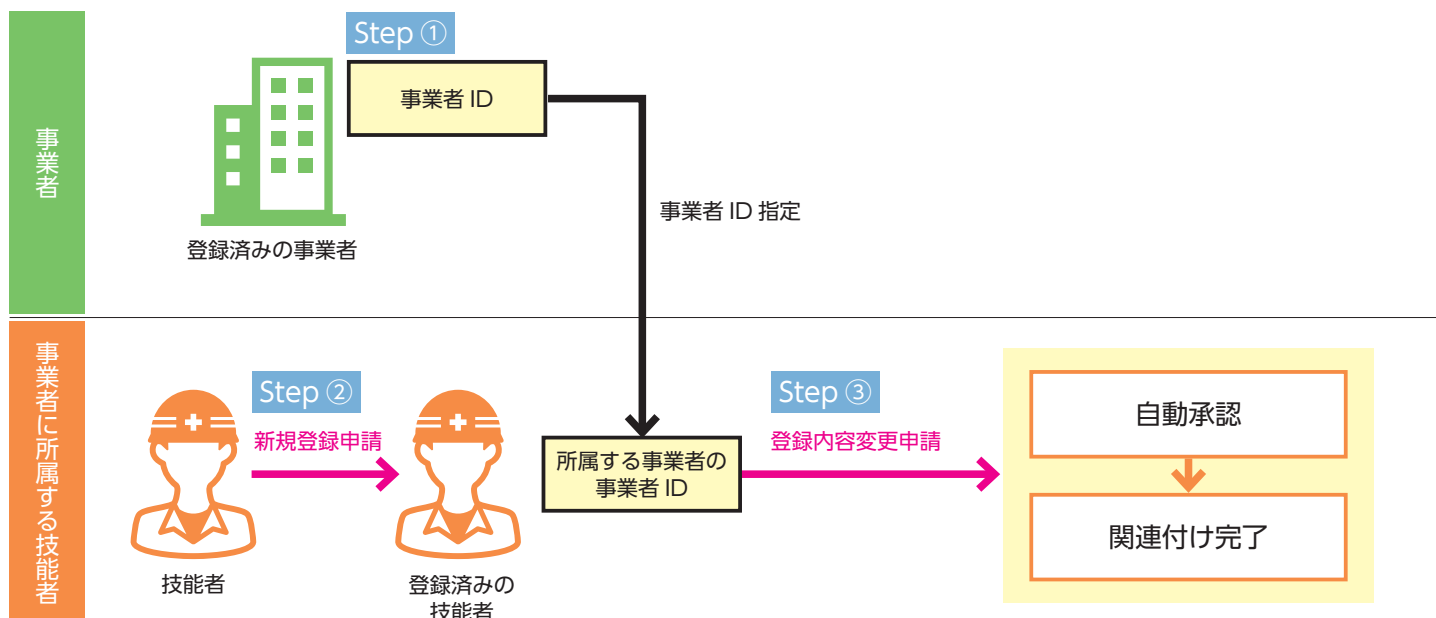 事業者
Step ①
事業者 ID
登録済みの事業者
事業者 ID 指定
事業者に所属する技能者
Step ②
新規登録申請
技能者
登録済みの
技能者
所属する事業者の
事業者 ID
Step ③
登録内容変更申請
自動承認
関連付け完了